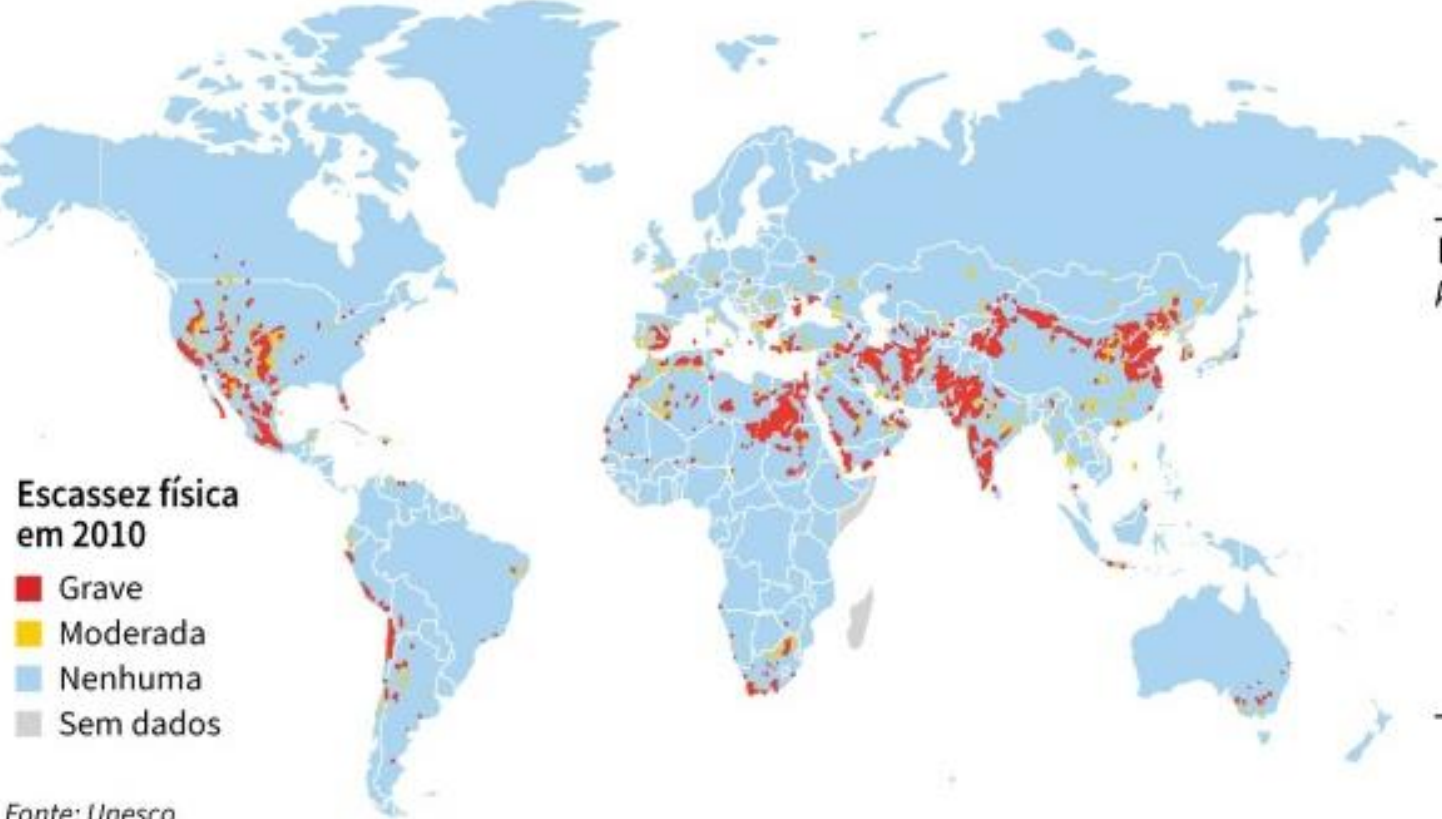 Escassez física
em 2010
Grave
Moderada
Nenhuma
Sem dados
Fonte: Unesco